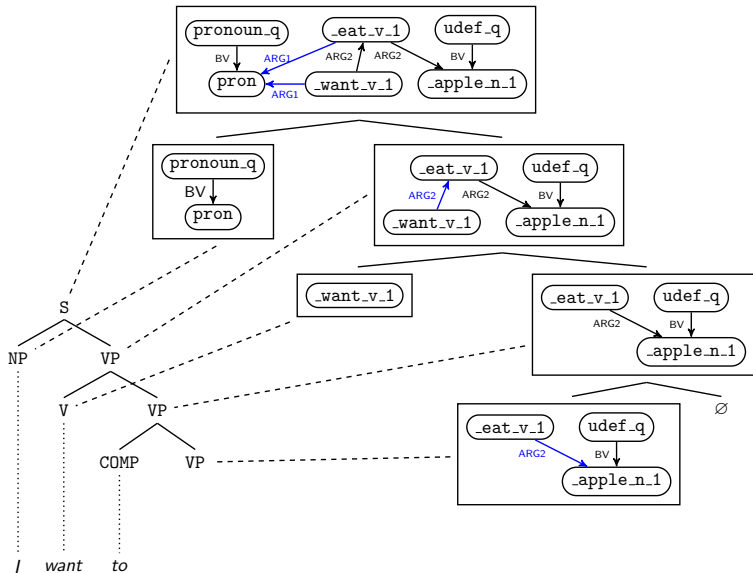 pronoun_q _eat_v_1 udef_q
BV ARG1 ARG2 ARG2 BV
pron _want_v_1 _apple_n_1
ARG1
pronoun_q _eat_v_1 udef_q
BV ARG2 ARG2 BV
pron _want_v_1 _apple_n_1
_want_v_1 _eat_v_1 udef_q
ARG2 BV
_apple_n_1
S
NP VP
V VP ∅
_eat_v_1 udef_q
ARG2 BV
COMP VP _apple_n_1
I want to